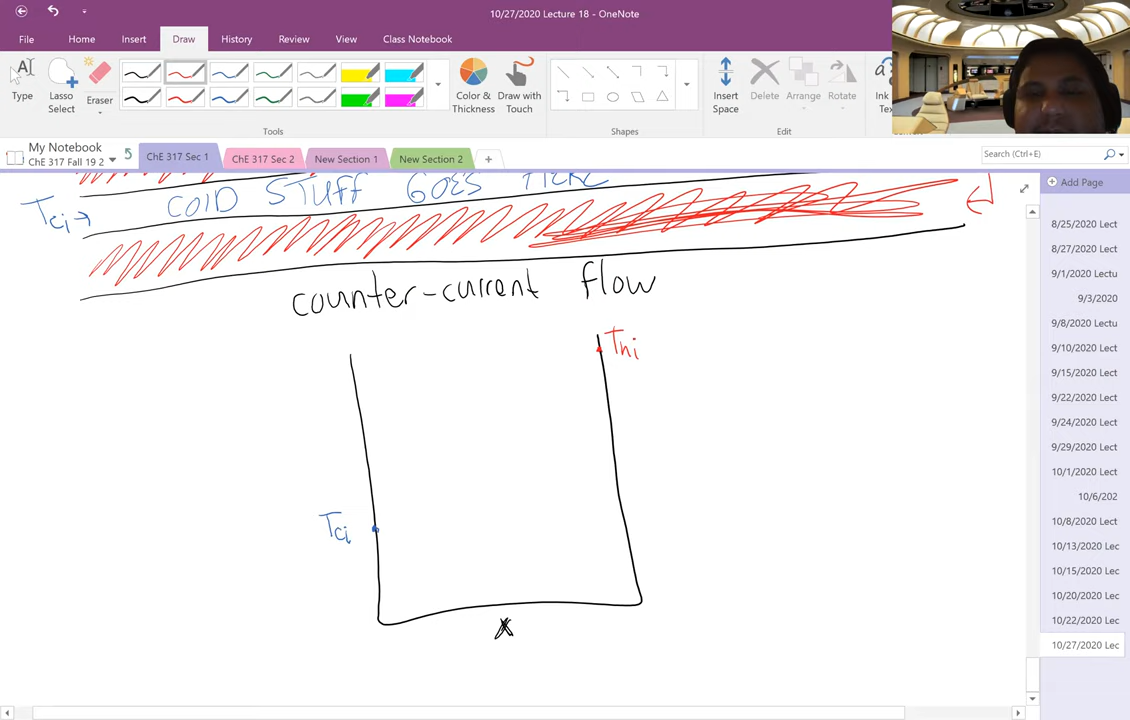 10/27/2020 Lecture 18 - OneNote
File Home Insert Draw History Review View Class Notebook
Type
Lasso Select
Eraser
Color & Thickness
Draw with Touch
Insert Space
Delete
Arrange
Rotate
Ink
Tex
Tools
Shapes
Edit
My Notebook
ChE 317 Fall 19 2
ChE 317 Sec 1
ChE 317 Sec 2
New Section 1
New Section 2
+
Search (Ctrl+E)
Add Page
8/25/2020 Lect
8/27/2020 Lect
9/1/2020 Lectu
9/3/2020
9/8/2020 Lectu
9/10/2020 Lect
9/15/2020 Lect
9/22/2020 Lect
9/24/2020 Lect
9/29/2020 Lect
10/1/2020 Lect
10/6/202
10/8/2020 Lect
10/13/2020 Lec
10/15/2020 Lec
10/20/2020 Lec
10/22/2020 Lec
10/27/2020 Lec
Tci→
COLD STUFF GOES HERE
counter-current flow
Thi
Tci
x